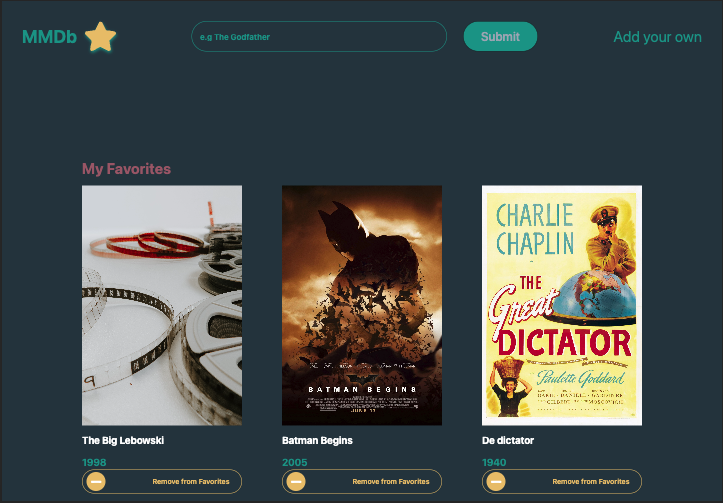 MMDb
e.g The Godfather
Submit
Add your own
My Favorites
CHARLIE
CHAPLIN
THE
Great
DICTATOR
Paulette Goddard
BATMAN BEGINS
JUNE 17
9
The Big Lebowski
Batman Begins
De dictator
1998
2005
1940
Remove from Favorites
Remove from Favorites
Remove from Favorites